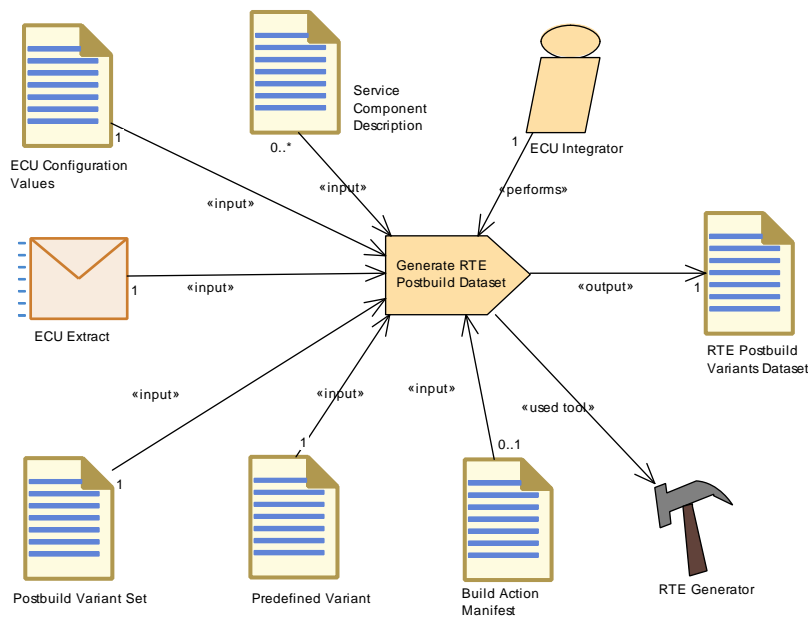 Service
Component
Description
1
0..*
1
ECU Integrator
ECU Configuration
Values
«input»
«input»
«performs»
Generate RTE
Postbuild Dataset
1
«input»
«output»
1
ECU Extract
RTE Postbuild
Variants Dataset
«input»
«input»
«input»
«used tool»
1
1
0..1
Postbuild Variant Set
Predefined Variant
Build Action
Manifest
RTE Generator